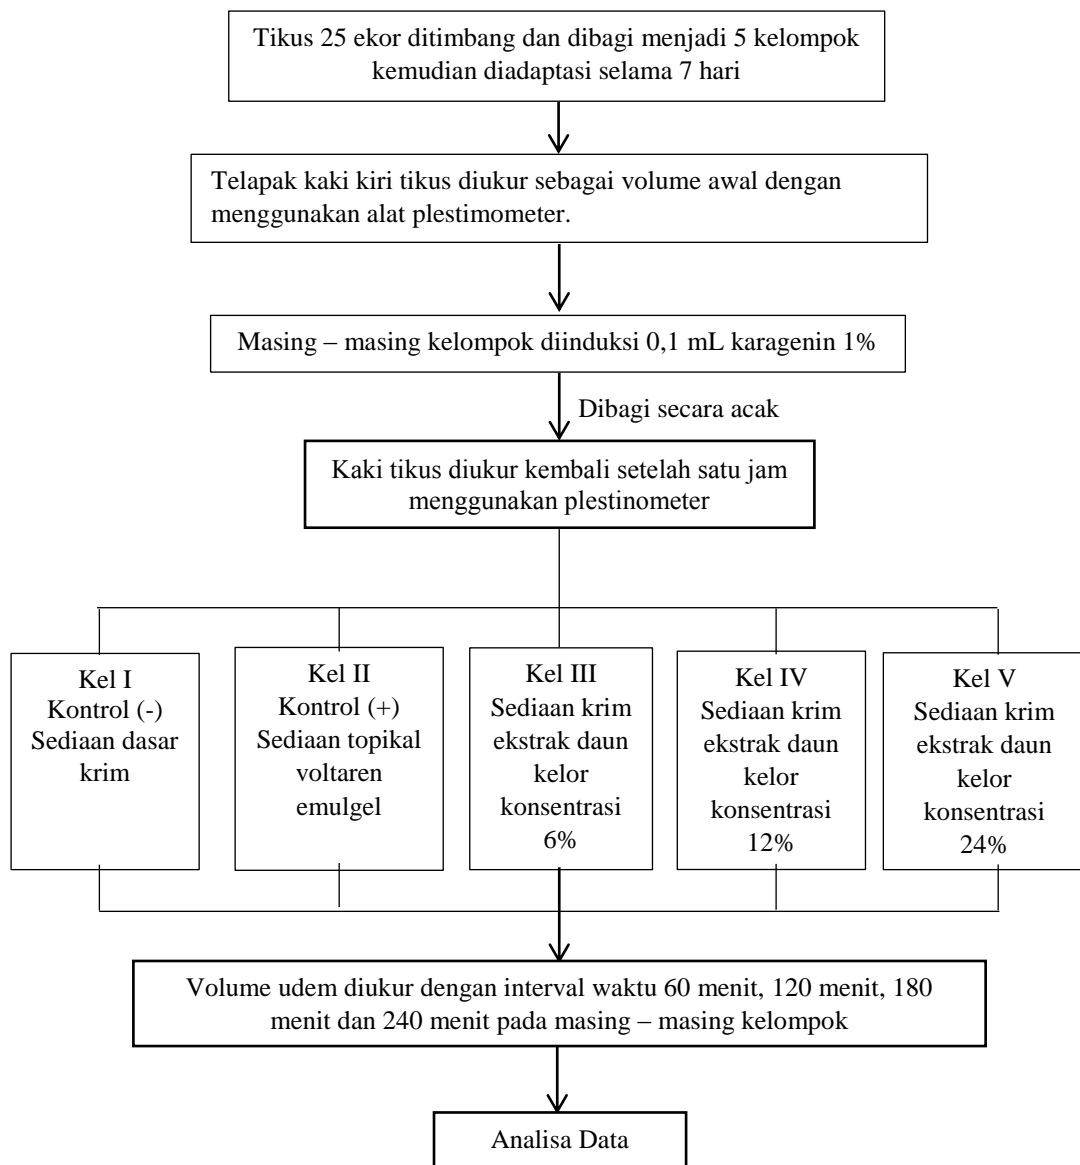 Tikus 25 ekor ditimbang dan dibagi menjadi 5 kelompok
kemudian diadaptasi selama 7 hari
Telapak kaki kiri tikus diukur sebagai volume awal dengan
menggunakan alat plestimometer.
Masing – masing kelompok diinduksi 0,1 mL karagenin 1%
Dibagi secara acak
Kaki tikus diukur kembali setelah satu jam
menggunakan plestinometer
Kel I
Kontrol (-)
Sediaan dasar
krim
Kel II
Kontrol (+)
Sediaan topikal
voltaren
emulgel
Kel III
Sediaan krim
ekstrak daun
kelor
konsentrasi
6%
Kel IV
Sediaan krim
ekstrak daun
kelor
konsentrasi
12%
Kel V
Sediaan krim
ekstrak daun
kelor
konsentrasi
24%
Volume udem diukur dengan interval waktu 60 menit, 120 menit, 180
menit dan 240 menit pada masing – masing kelompok
Analisa Data